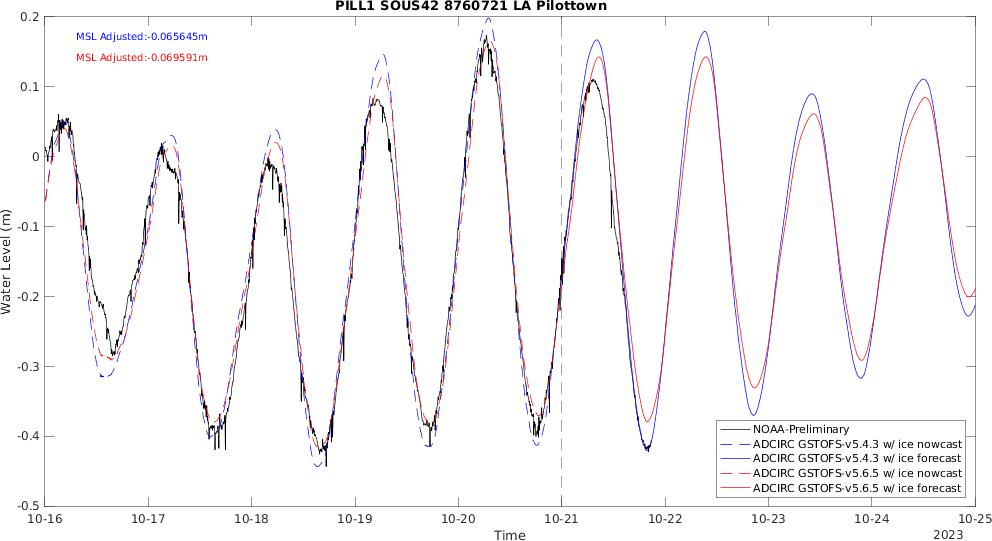 PILL1 SOUS42 8760721 LA Pilottown
MSL Adjusted:-0.065645m
MSL Adjusted:-0.069591m
Water Level (m)
0.2
0.1
0
-0.1
-0.2
-0.3
-0.4
-0.5
NOAA-Preliminary
ADCIRC GSTOFS-v5.4.3 w/ ice nowcast
ADCIRC GSTOFS-v5.4.3 w/ ice forecast
ADCIRC GSTOFS-v5.6.5 w/ ice nowcast
ADCIRC GSTOFS-v5.6.5 w/ ice forecast
10-16 10-17 10-18 10-19 10-20 10-21 10-22 10-23 10-24 10-25
Time
2023